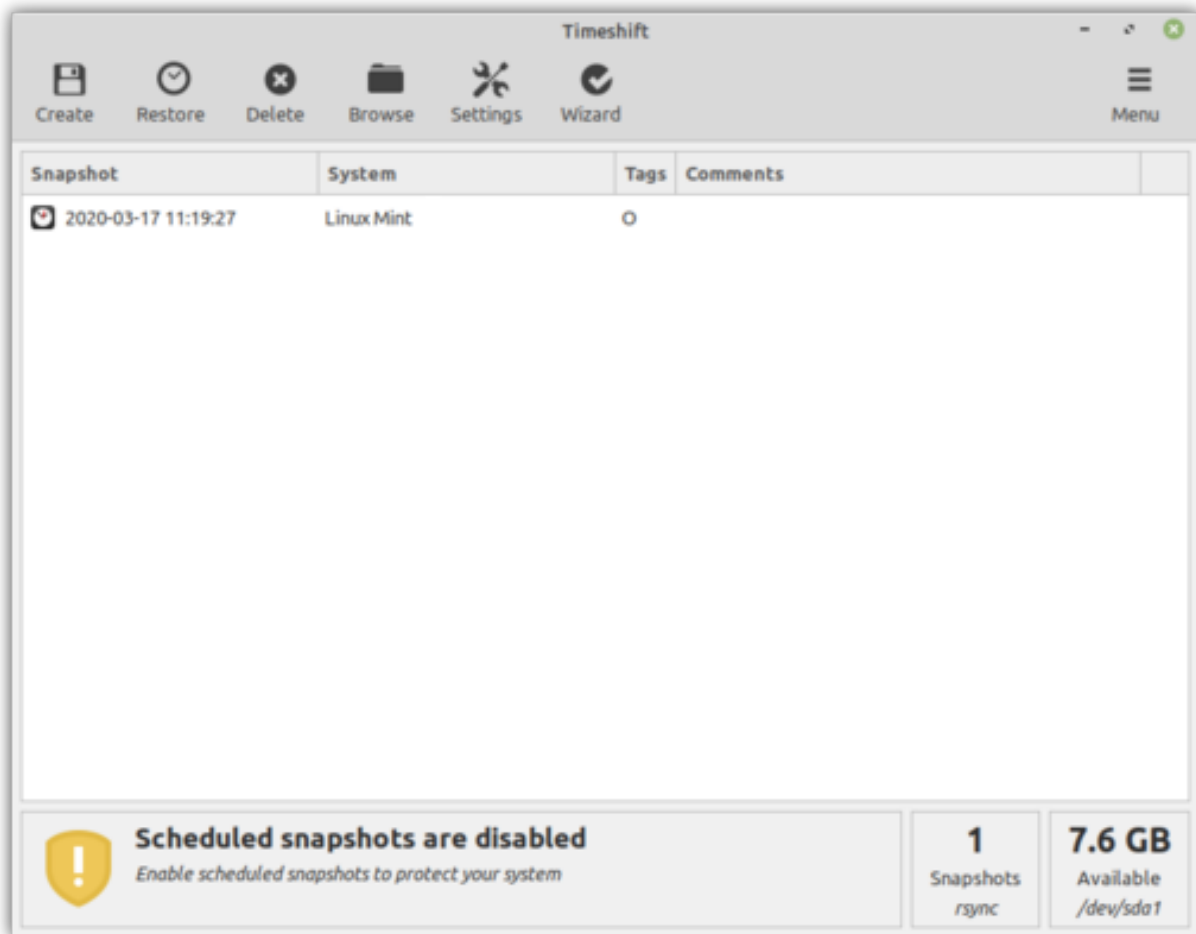 Timeshift
Create Restore Delete Browse Settings Wizard Menu
Snapshot System Tags Comments
2020-03-17 11:19:27 Linux Mint O
Scheduled snapshots are disabled
Enable scheduled snapshots to protect your system
1
Snapshots
rsync
7.6 GB
Available
/dev/sda1